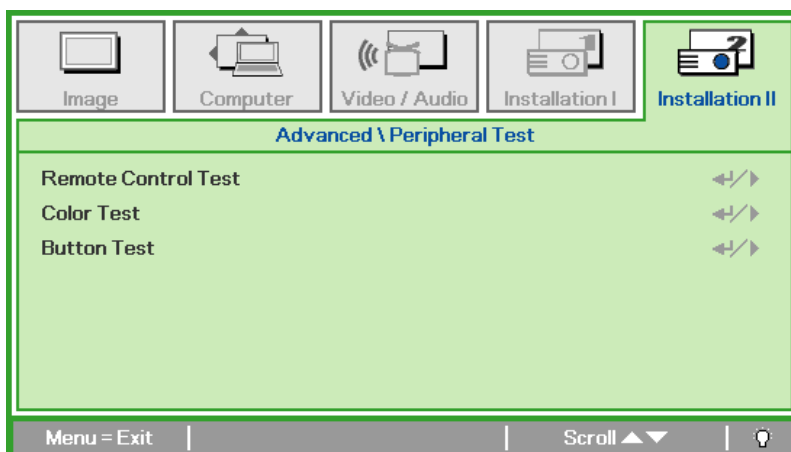 Image Computer Video / Audio Installation I Installation II
Advanced \ Peripheral Test
Remote Control Test
Color Test
Button Test
Menu = Exit Scroll